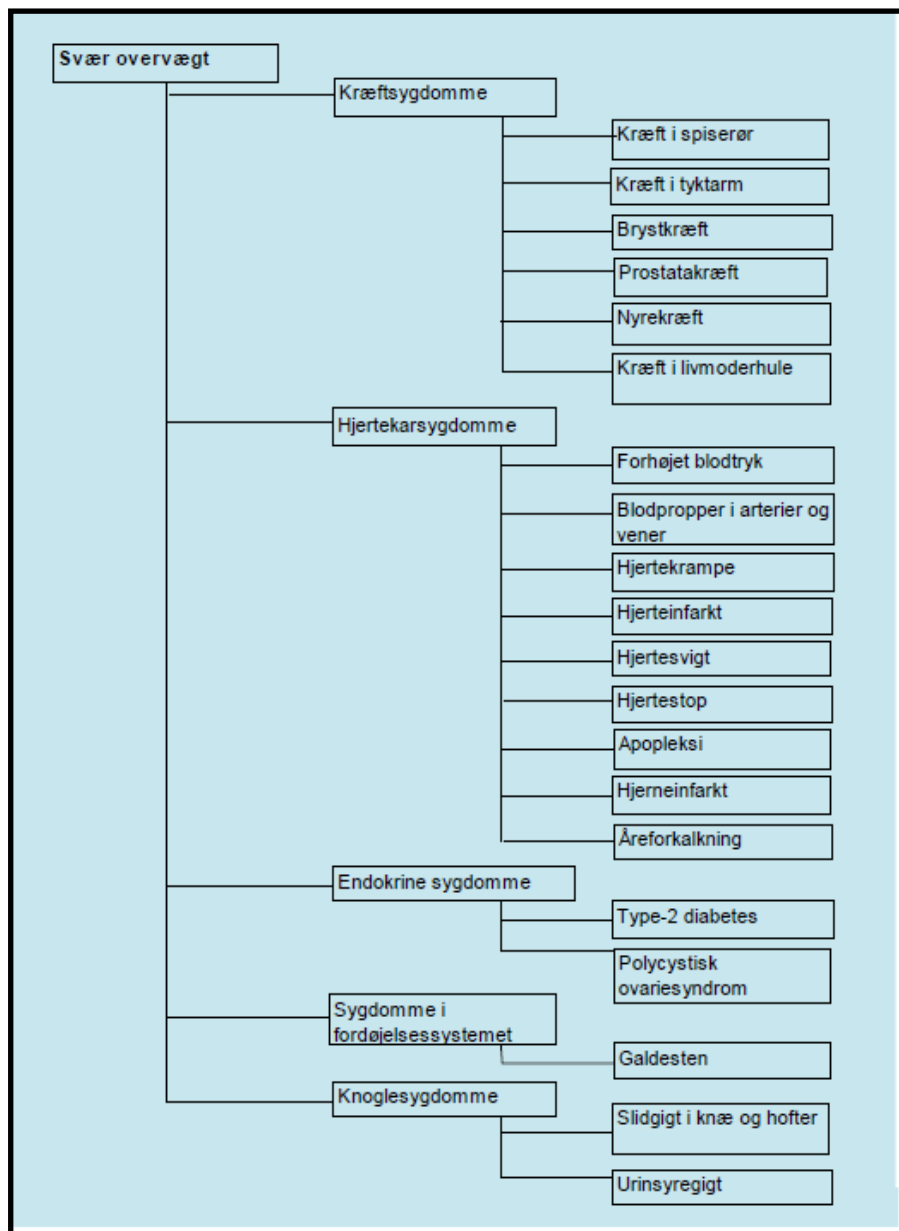 Svær overvægt
Kræftsygdomme
Kræft i spiserør
Kræft i tyktarm
Brystkræft
Prostatakræft
Nyrekræft
Kræft i livmoderhule
Hjertekarsygdomme
Forhøjet blodtryk
Blodpropper i arterier og
vener
Hjertekrampe
Hjerteinfarkt
Hjertesvigt
Hjertestop
Apopleksi
Hjerneinfarkt
Åreforkalkning
Endokrine sygdomme
Type-2 diabetes
Polycystisk
ovariesyndrom
Sygdomme i
fordøjelsessystemet
Galdesten
Knoglesygdomme
Slidgigt i knæ og hofter
Urinsyregigt